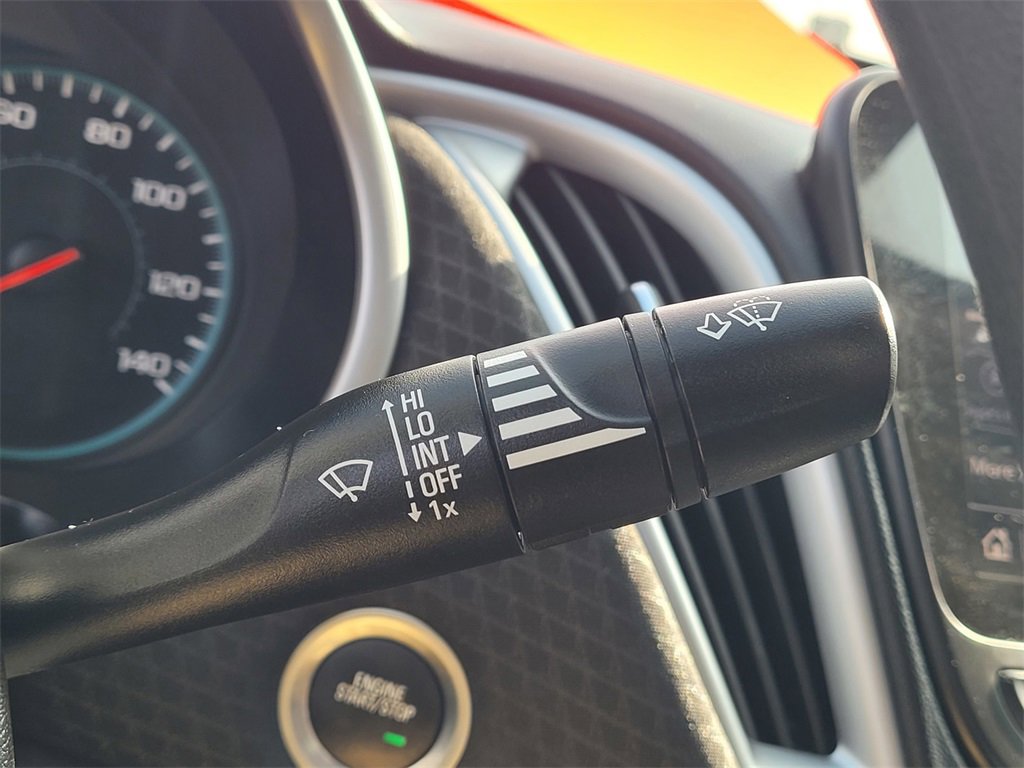 60
80
100
120
140
HI
LO
INT
OFF
1x
ENGINE
START/STOP
More